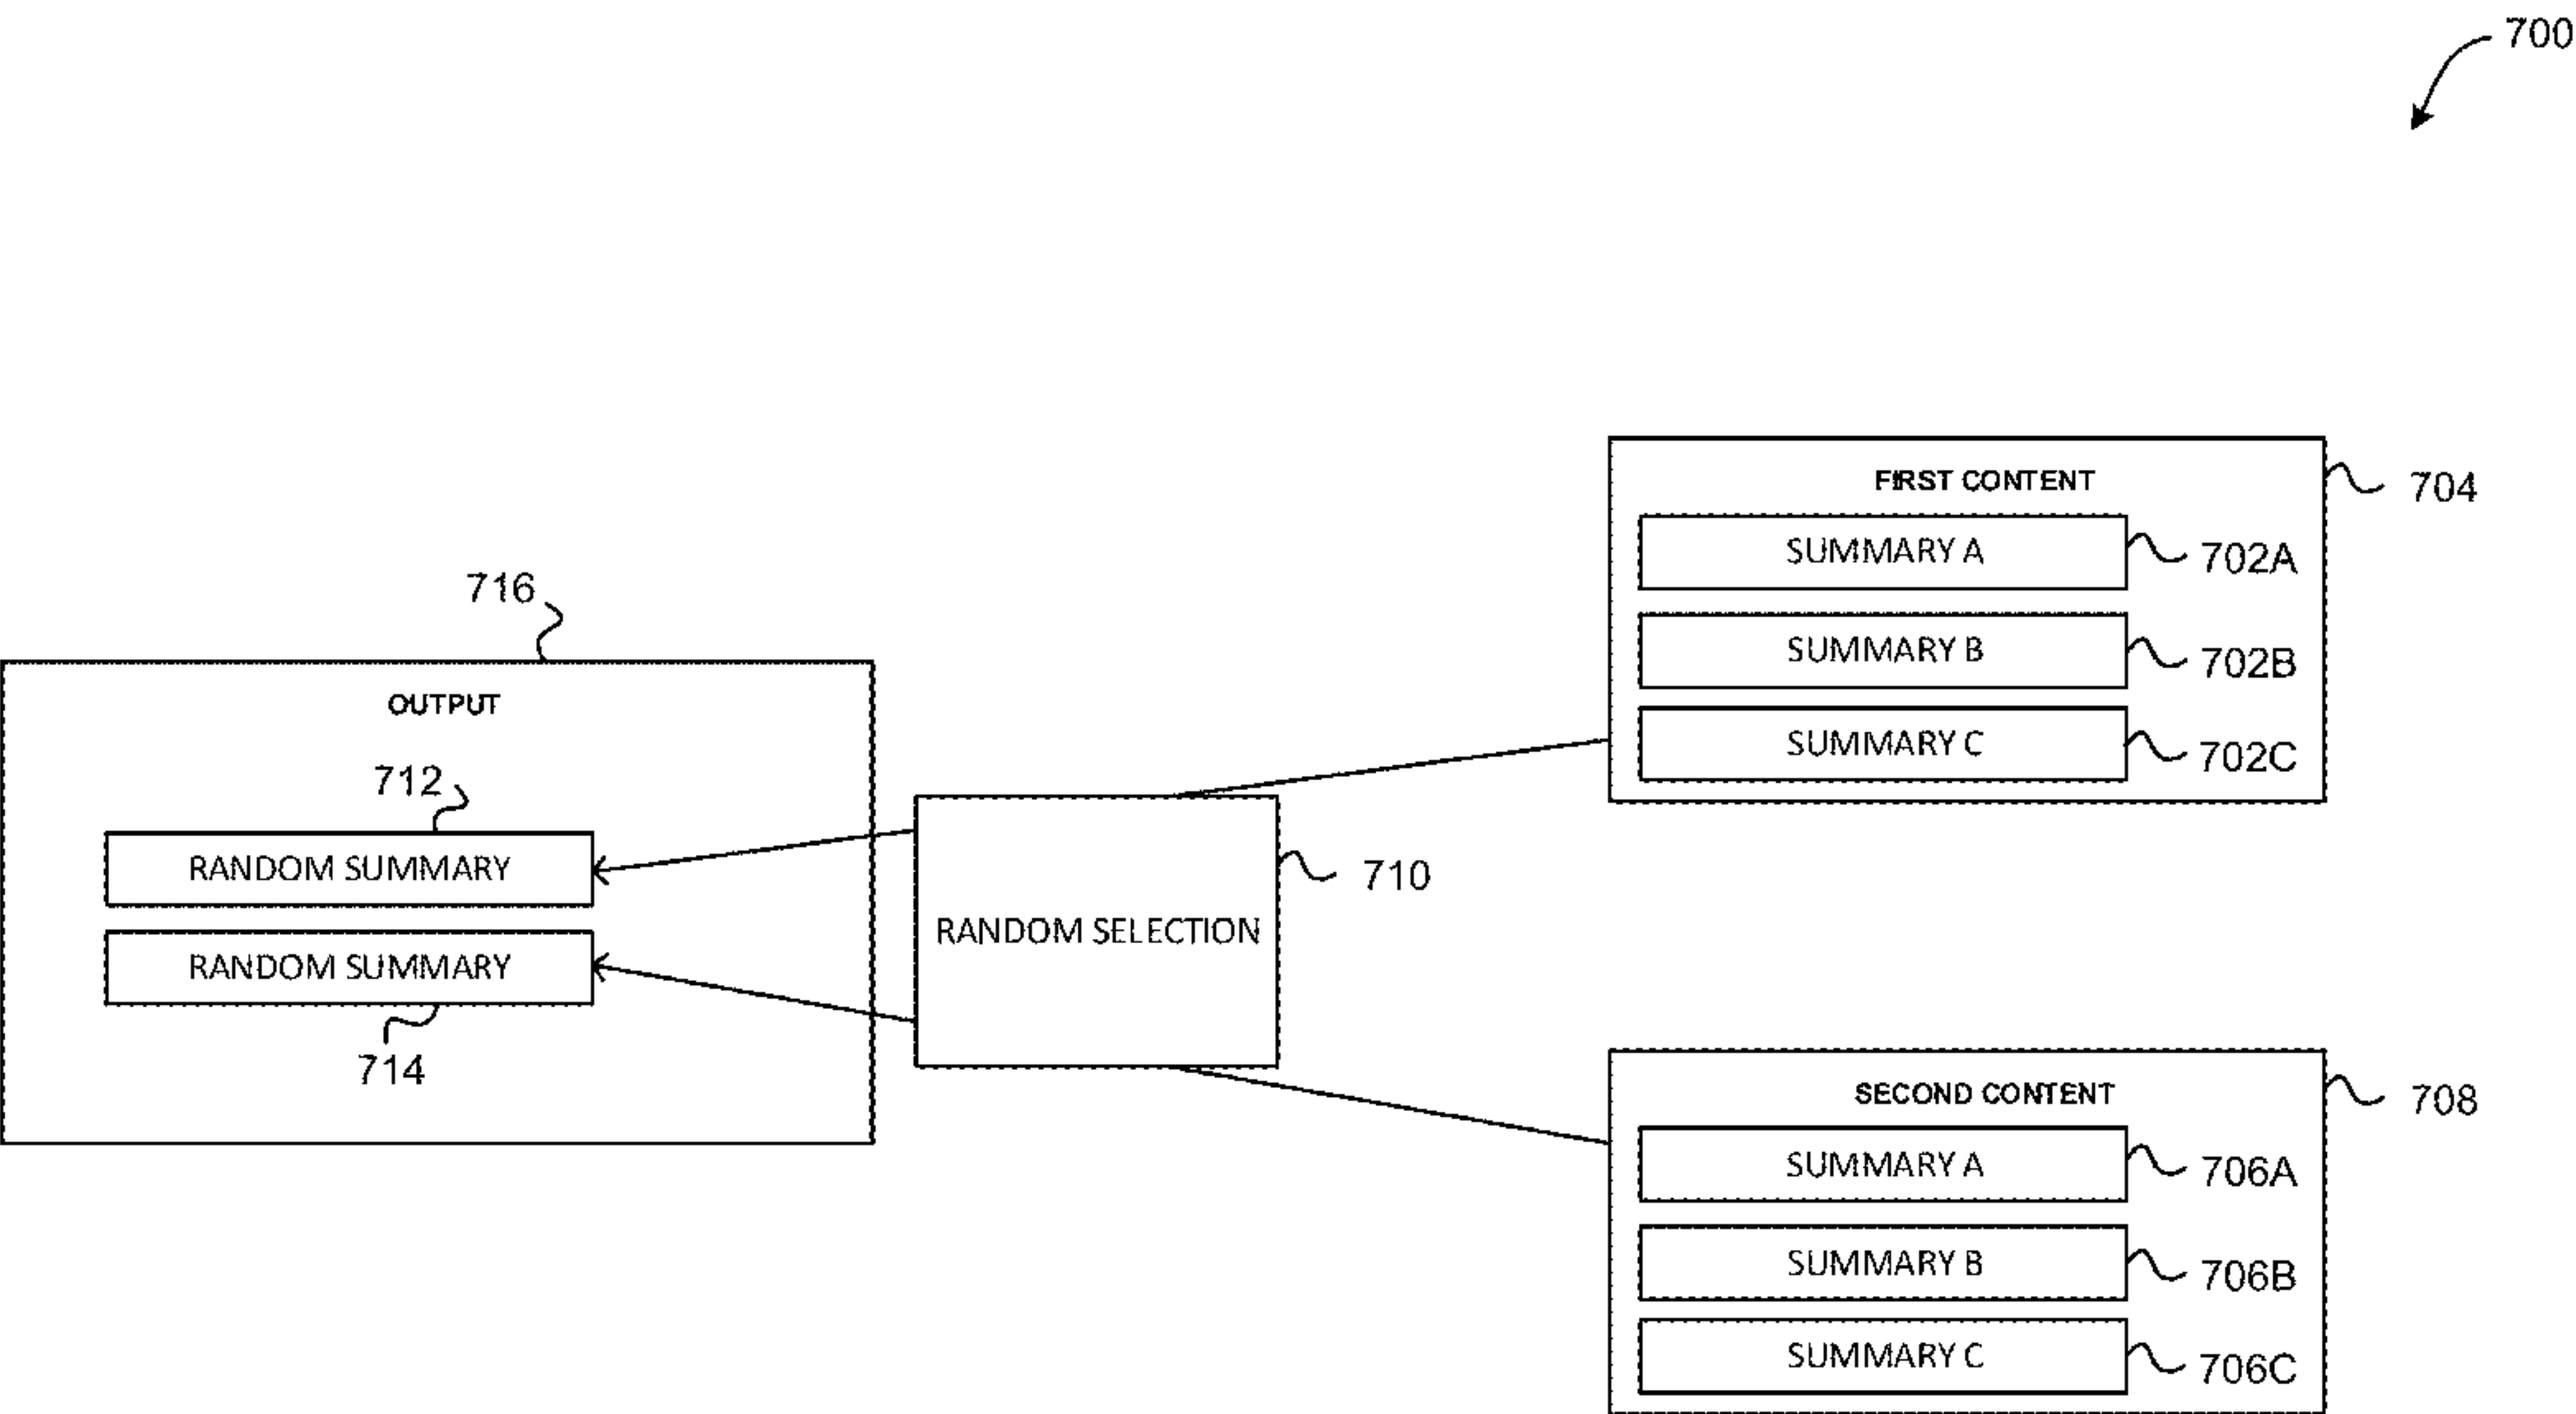 700
FIRST CONTENT
704
SUMMARY A
702A
SUMMARY B
702B
SUMMARY C
702C
716
OUTPUT
712
RANDOM SUMMARY
RANDOM SUMMARY
714
RANDOM SELECTION
710
SECOND CONTENT
708
SUMMARY A
706A
SUMMARY B
706B
SUMMARY C
706C